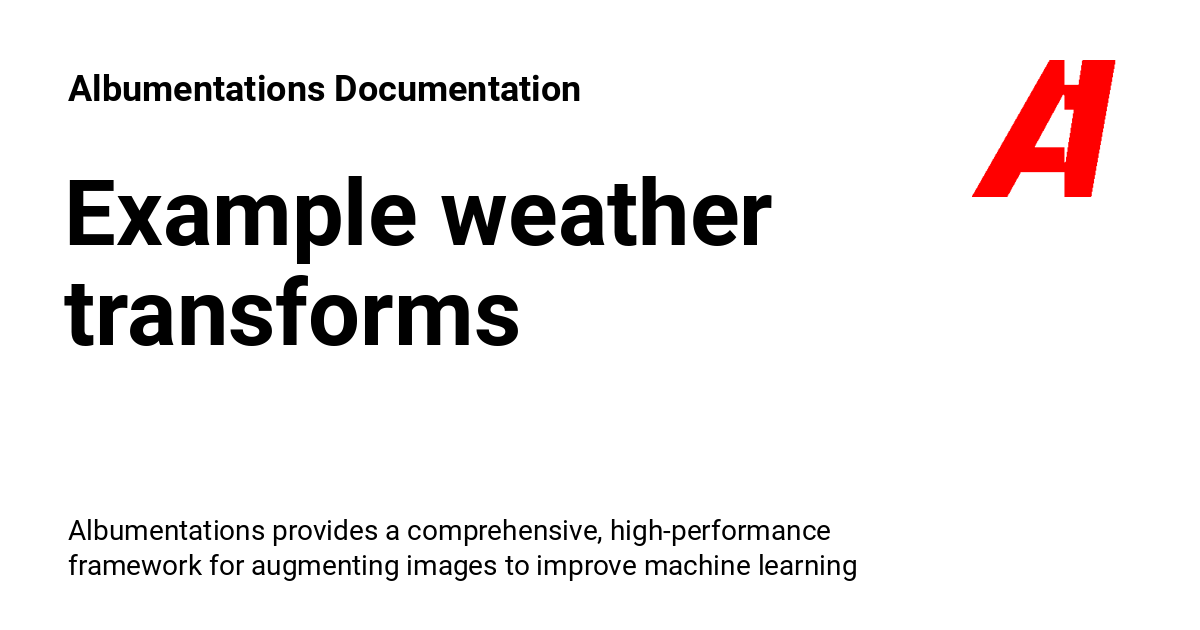 Albumentations Documentation
Example weather
transforms
Albumentations provides a comprehensive, high-performance
framework for augmenting images to improve machine learning